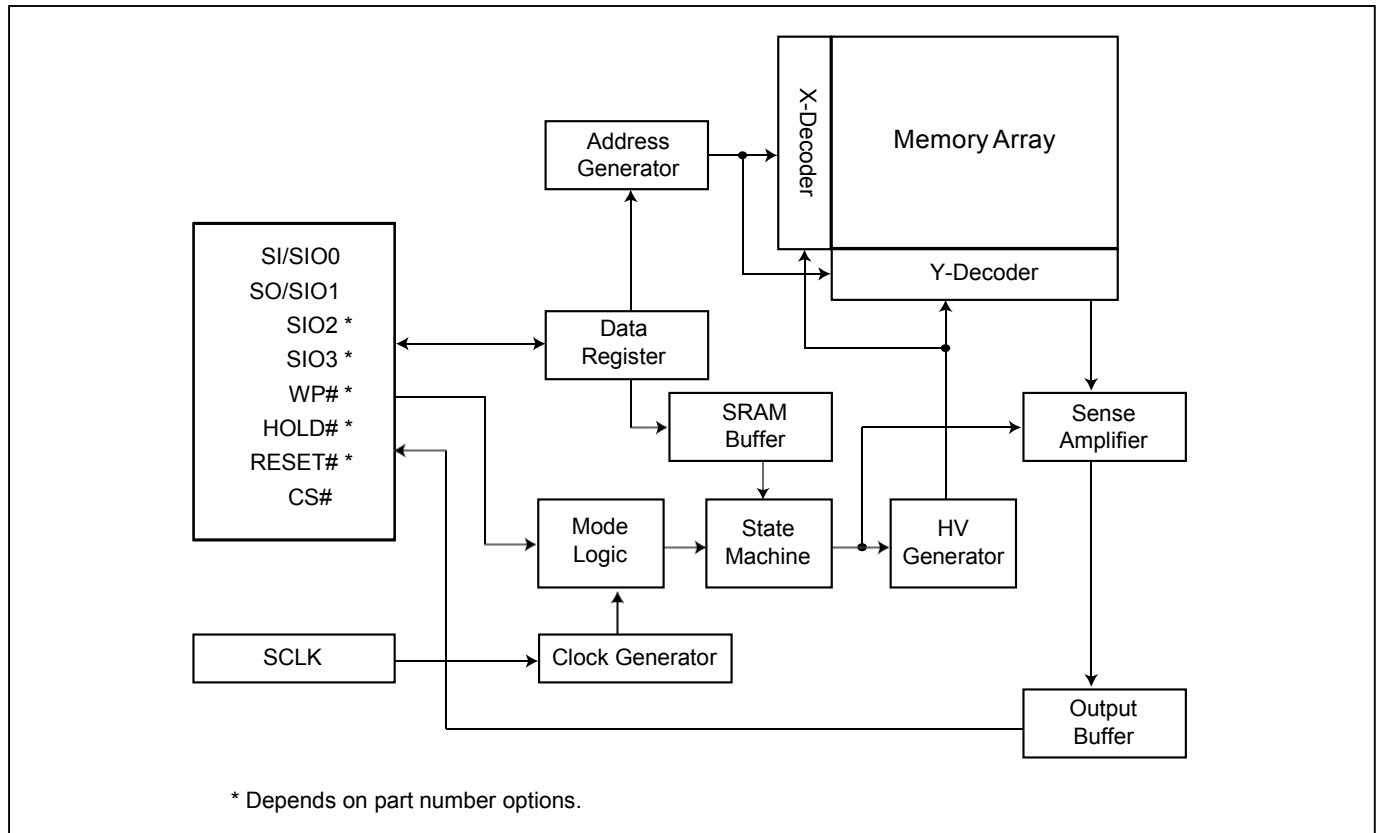 X-Decoder
Memory Array
Address
Generator
SI/SIO0
SO/SIO1
SIO2 *
SIO3 *
WP# *
HOLD# *
RESET# *
CS#
Y-Decoder
Data
Register
SRAM
Buffer
Sense
Amplifier
Mode
Logic
State
Machine
HV
Generator
SCLK
Clock Generator
Output
Buffer
* Depends on part number options.